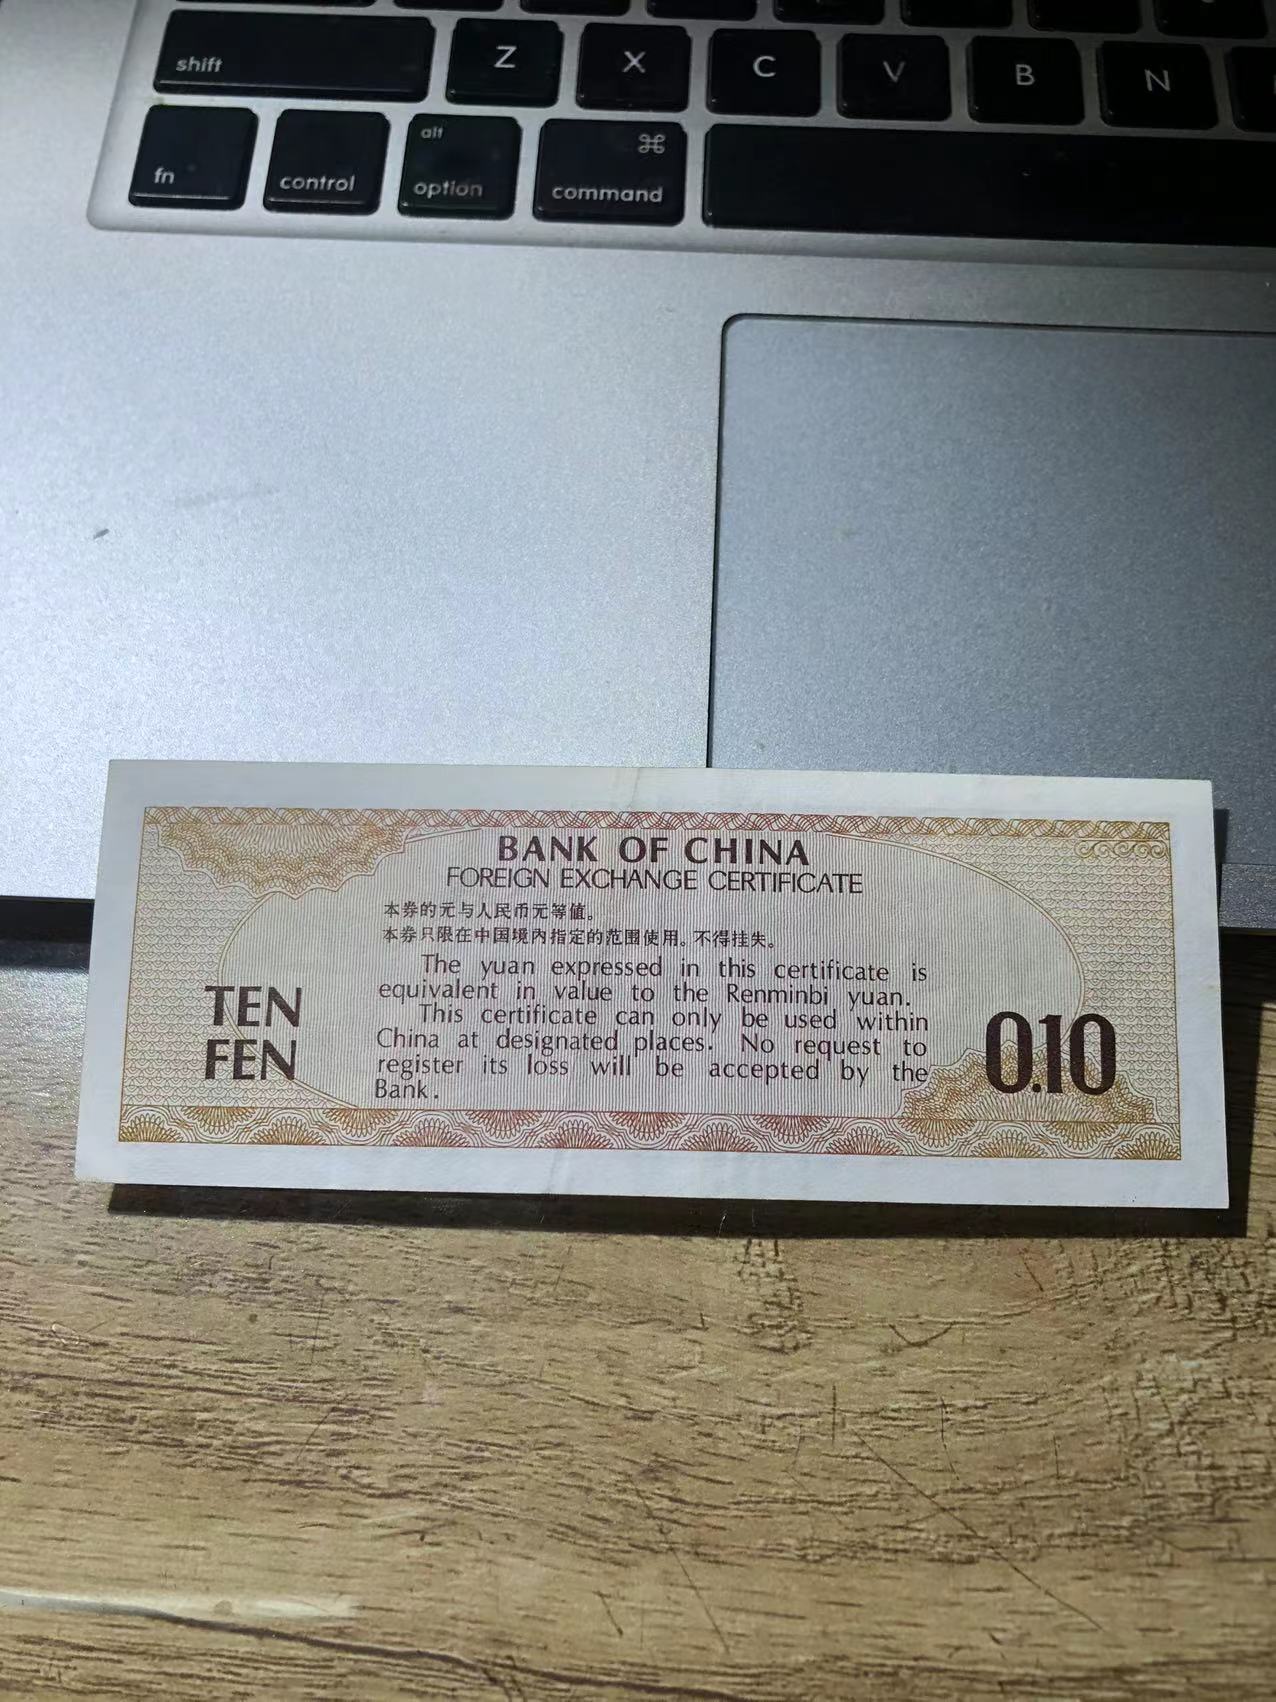 shift Z X C V B N
fn control alt option ⌘ command
BANK OF CHINA
FOREIGN EXCHANGE CERTIFICATE
本券的元与人民币元等值。
本券只限在中国境内指定的范围使用。不得挂失。
The yuan expressed in this certificate is
equivalent in value to the Renminbi yuan.
This certificate can only be used within
China at designated places. No request to
register its loss will be accepted by the
Bank.
TEN
FEN
0.10